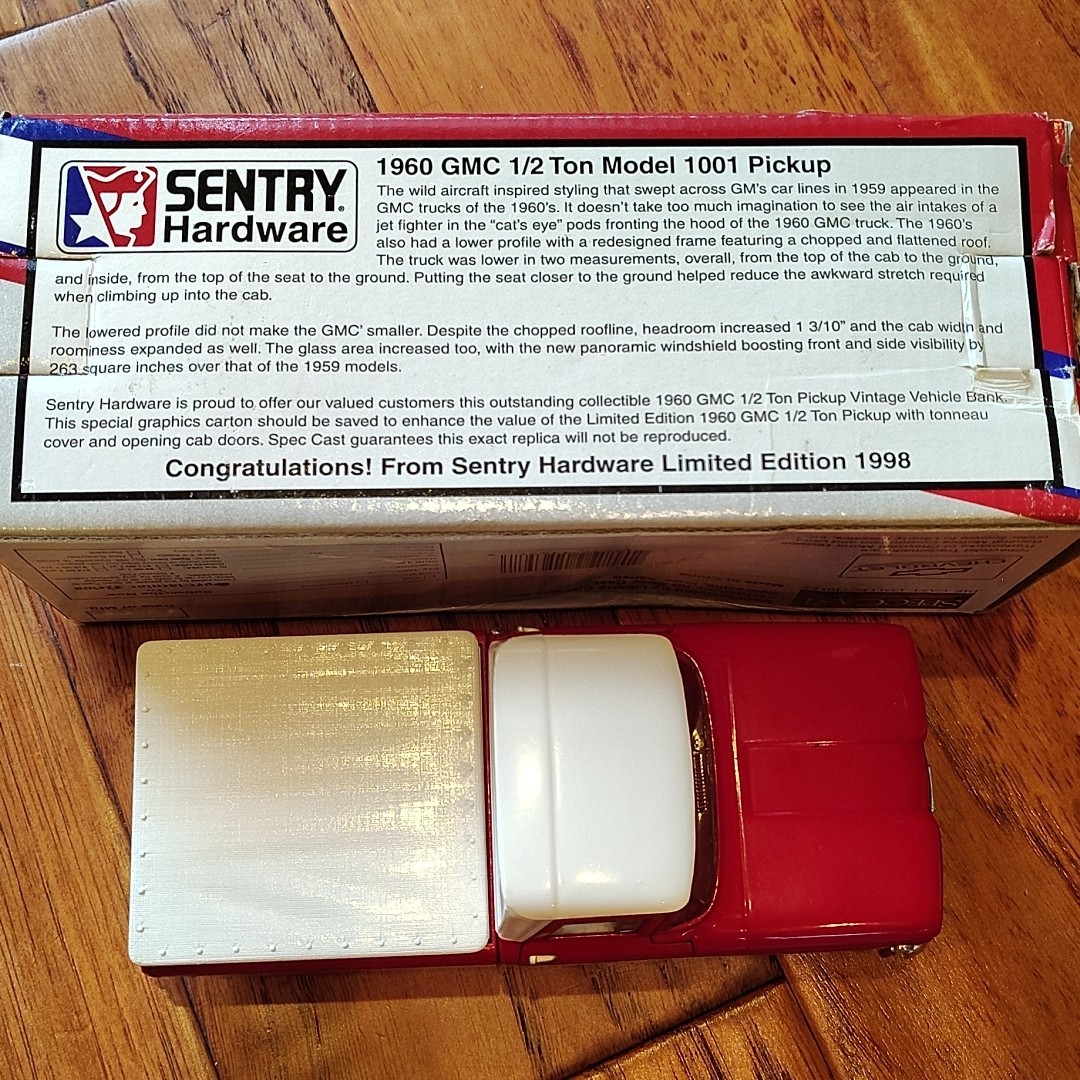 SENTRY®
Hardware
1960 GMC 1/2 Ton Model 1001 Pickup
The wild aircraft inspired styling that swept across GM's car lines in 1959 appeared in the
GMC trucks of the 1960's. It doesn't take too much imagination to see the air intakes of a
jet fighter in the "cat's eye" pods fronting the hood of the 1960 GMC truck. The 1960's
also had a lower profile with a redesigned frame featuring a chopped and flattened roof.
The truck was lower in two measurements, overall, from the top of the cab to the ground,
and inside, from the top of the seat to the ground. Putting the seat closer to the ground helped reduce the awkward stretch required
when climbing up into the cab.
The lowered profile did not make the GMC' smaller. Despite the chopped roofline, headroom increased 1 3/10" and the cab width and
roominess expanded as well. The glass area increased too, with the new panoramic windshield boosting front and side visibility by
263 square inches over that of the 1959 models.
Sentry Hardware is proud to offer our valued customers this outstanding collectible 1960 GMC 1/2 Ton Pickup Vintage Vehicle Bank.
This special graphics carton should be saved to enhance the value of the Limited Edition 1960 GMC 1/2 Ton Pickup with tonneau
cover and opening cab doors. Spec Cast guarantees this exact replica will not be reproduced.
Congratulations! From Sentry Hardware Limited Edition 1998